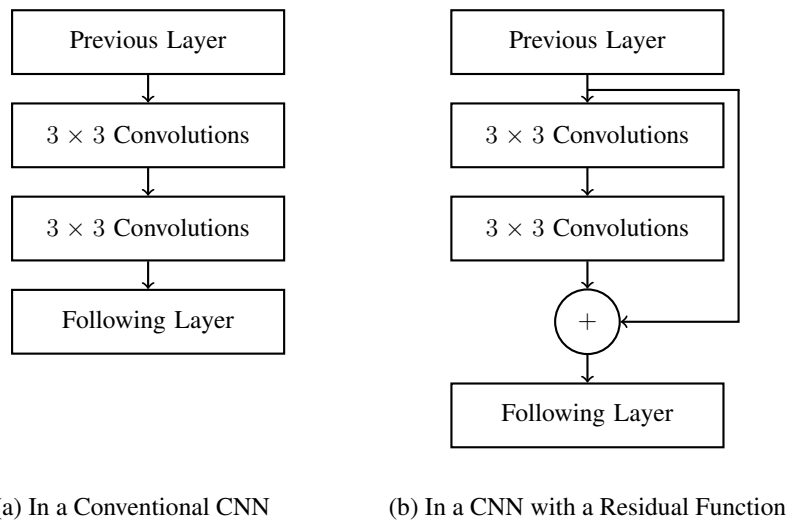 Previous Layer
3 × 3 Convolutions
3 × 3 Convolutions
Following Layer
a) In a Conventional CNN
Previous Layer
3 × 3 Convolutions
3 × 3 Convolutions
+
Following Layer
(b) In a CNN with a Residual Function